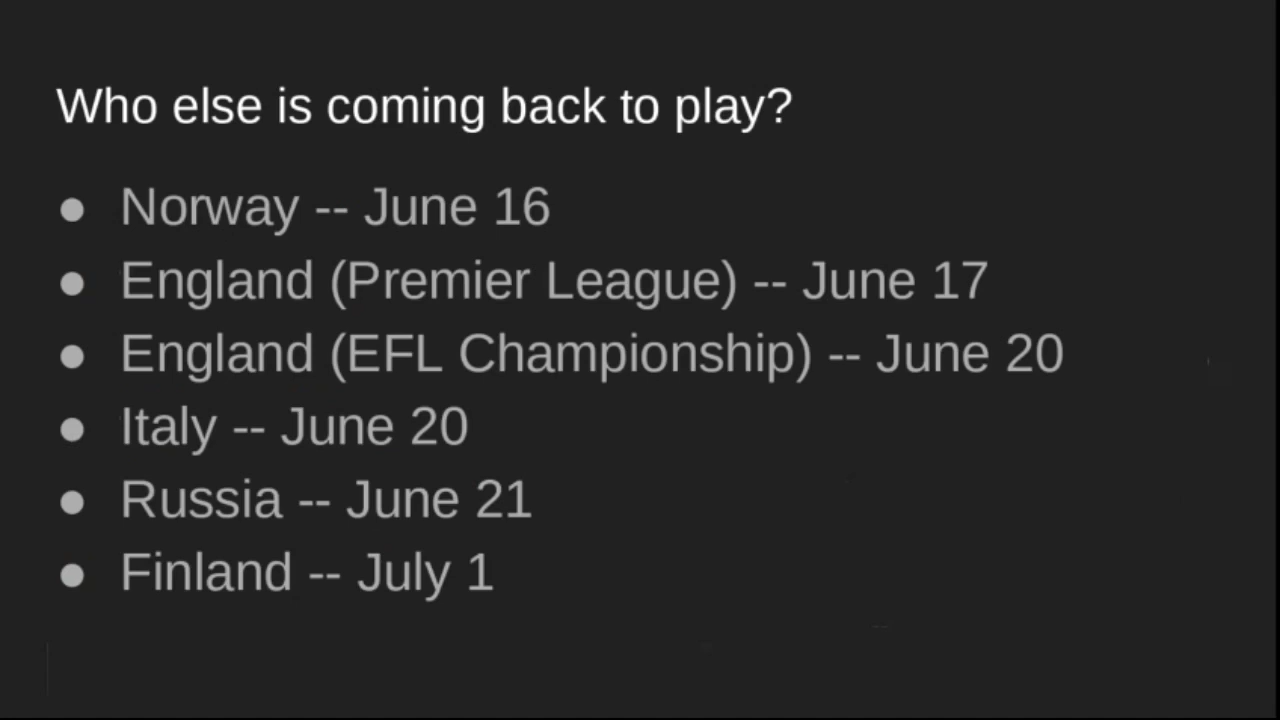 Who else is coming back to play?
● Norway -- June 16
● England (Premier League) -- June 17
● England (EFL Championship) -- June 20
● Italy -- June 20
● Russia -- June 21
● Finland -- July 1